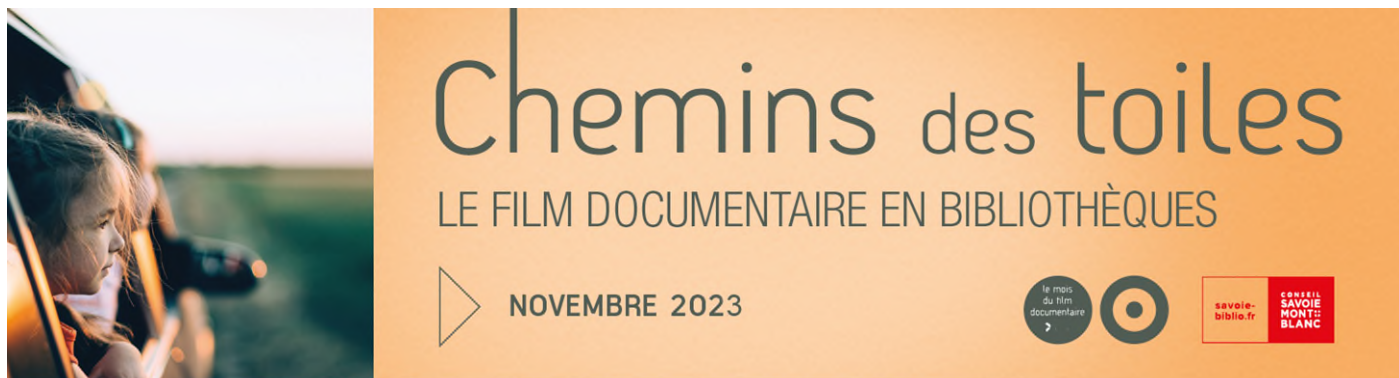 Chemins des toiles
LE FILM DOCUMENTAIRE EN BIBLIOTHÈQUES
NOVEMBRE 2023
le mois
du film
documentaire
savoie-
biblio.fr
CONSEIL
SAVOIE
MONT
BLANC